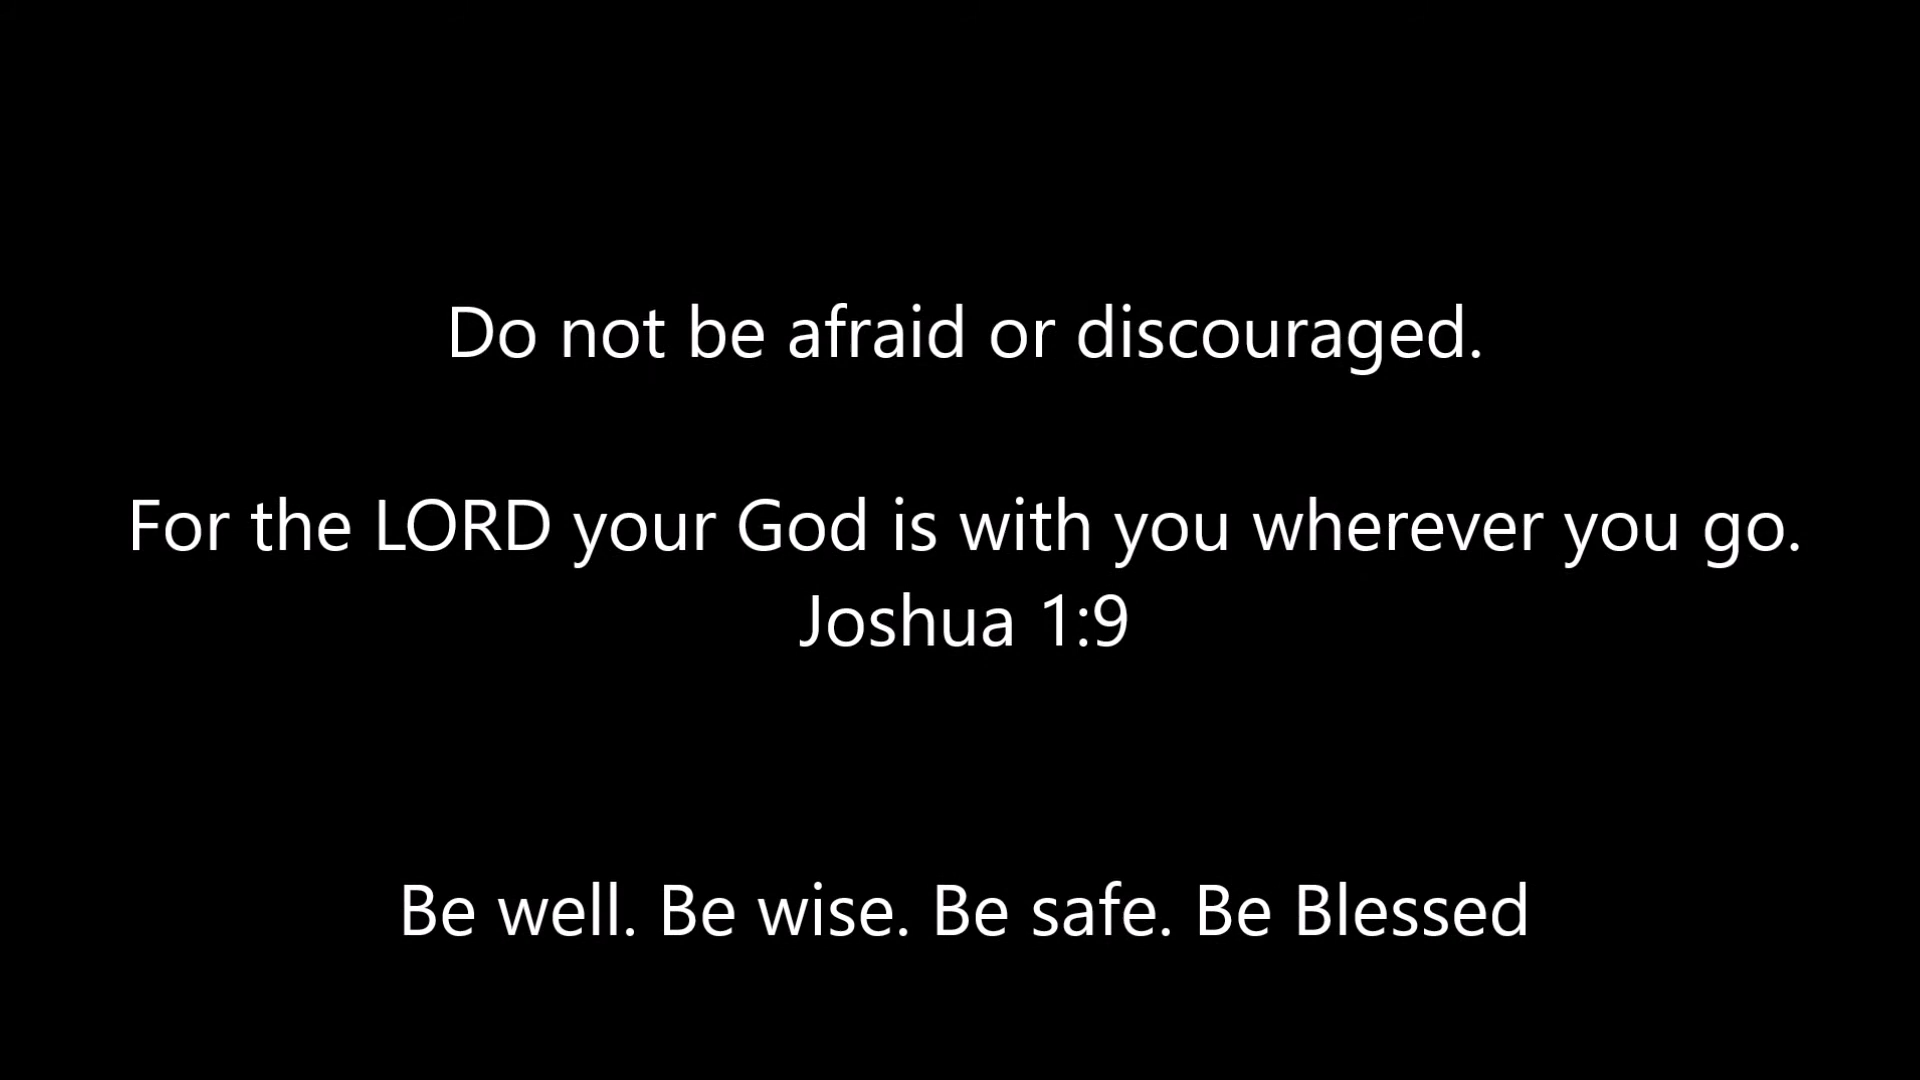 Do not be afraid or discouraged.
For the LORD your God is with you wherever you go.
Joshua 1:9
Be well. Be wise. Be safe. Be Blessed